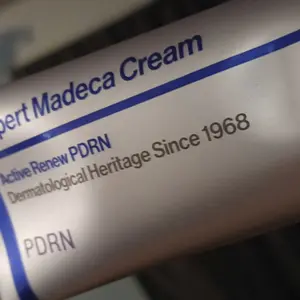 pert Madeca Cream
Active Renew PDRN
Dermatological Heritage Since 1968
PDRN